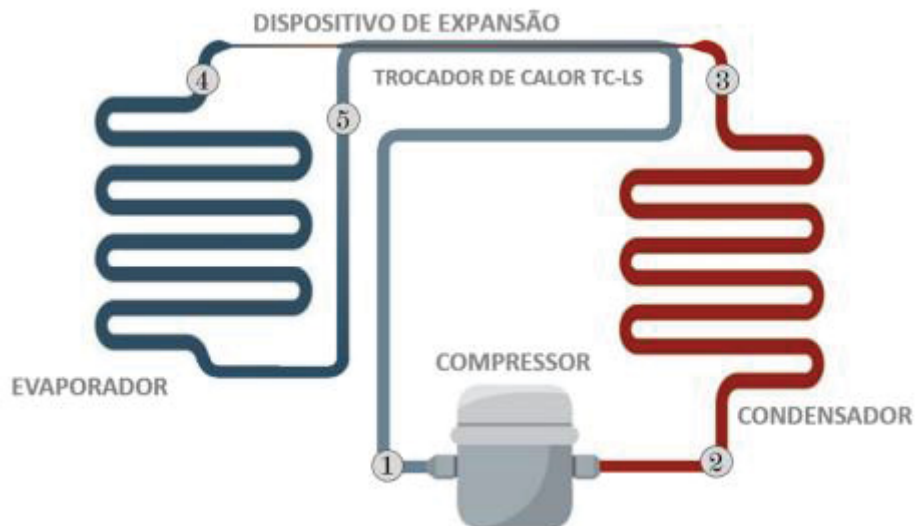 DISPOSITIVO DE EXPANSÃO
4
TROCADOR DE CALOR TC-LS
3
5
EVAPORADOR
COMPRESSOR
CONDENSADOR
1
2